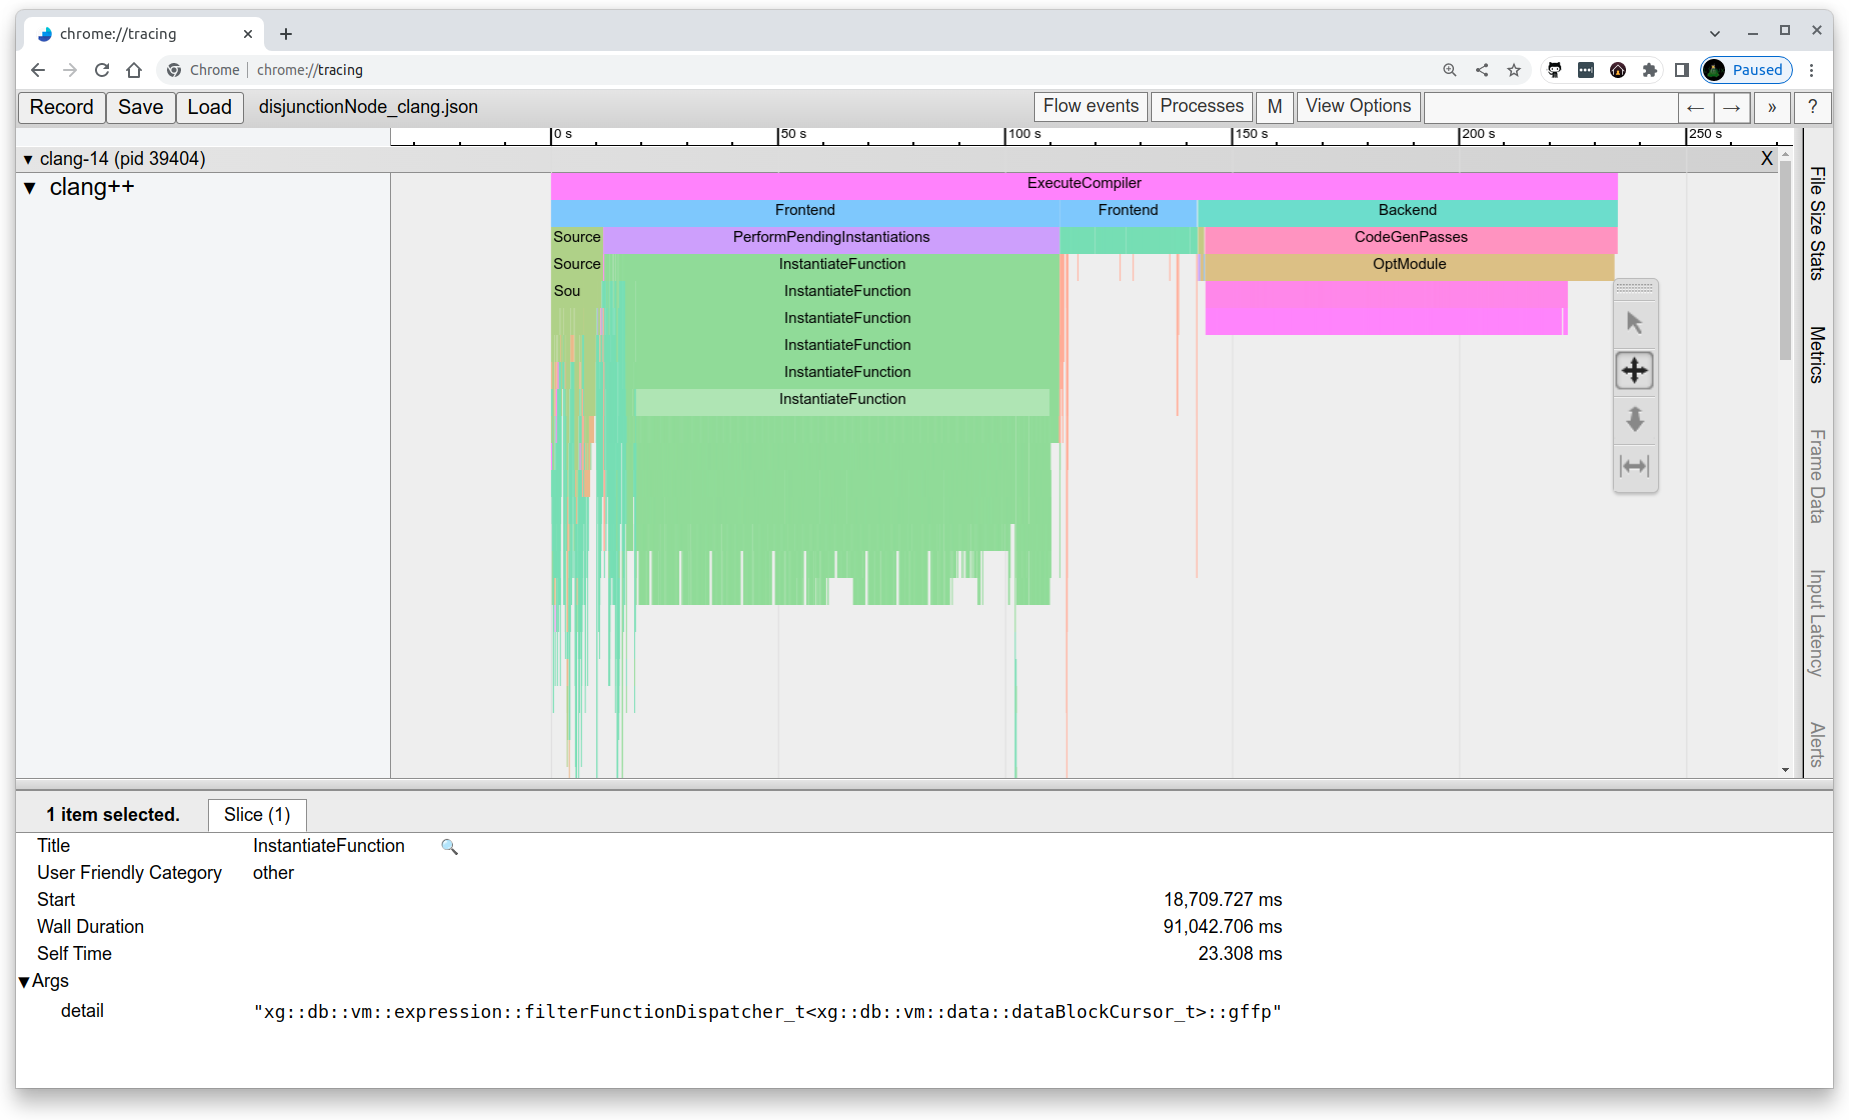 chrome://tracing
Chrome | chrome://tracing
Paused
Record Save Load disjunctionNode_clang.json Flow events Processes M View Options ← → » ?
0 s 50 s 100 s 150 s 200 s 250 s
▼ clang-14 (pid 39404) X
▼ clang++
ExecuteCompiler
Frontend Frontend Backend
Source PerformPendingInstantiations CodeGenPasses
Source InstantiateFunction OptModule
Sou InstantiateFunction
InstantiateFunction
InstantiateFunction
InstantiateFunction
InstantiateFunction
File Size Stats
Metrics
Frame Data
Input Latency
Alerts
1 item selected. Slice (1)
Title InstantiateFunction
User Friendly Category other
Start 18,709.727 ms
Wall Duration 91,042.706 ms
Self Time 23.308 ms
▼Args
detail "xg::db::vm::expression::filterFunctionDispatcher_t<xg::db::vm::data::dataBlockCursor_t>::gffp"